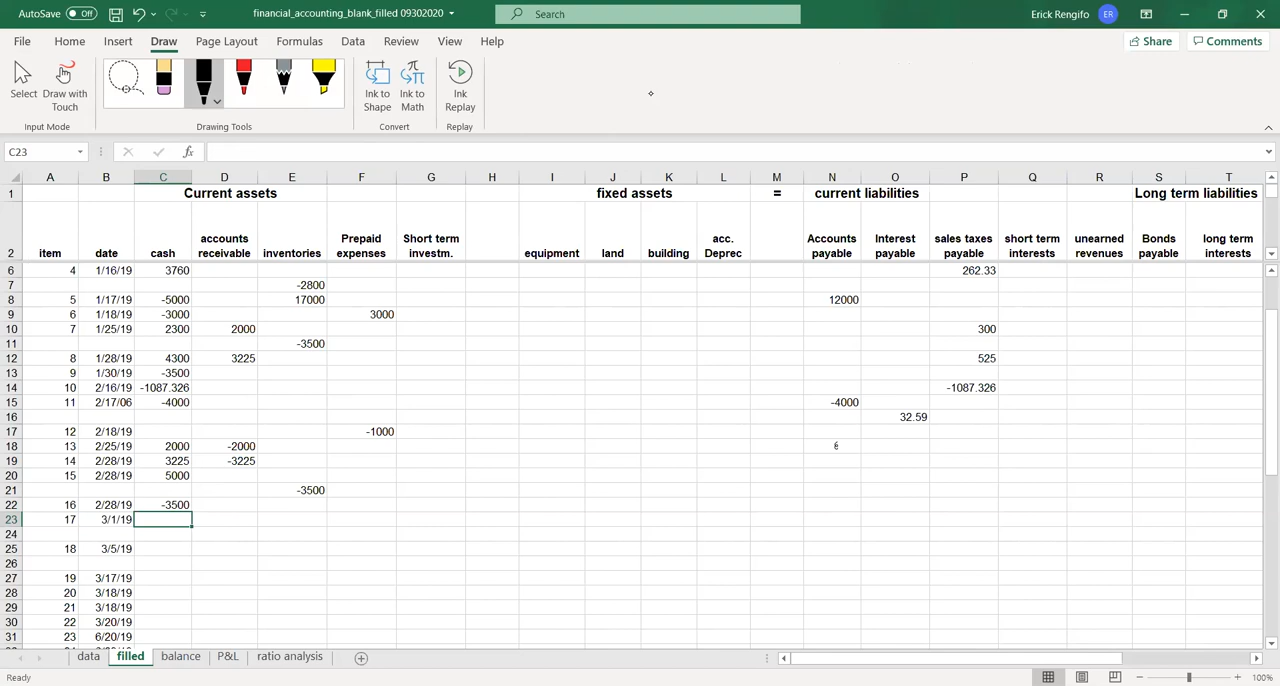 AutoSave Off financial_accounting_blank_filled 09302020 Search Erick Rengifo ER
File Home Insert Draw Page Layout Formulas Data Review View Help Share Comments
Select Draw with Touch Ink to Shape Ink to Math Ink Replay
Input Mode Drawing Tools Convert Replay
C23 fx
A B C D E F G H I J K L M N O P Q R S T
1 Current assets fixed assets = current liabilities Long term liabilities
2 item date cash accounts receivable inventories Prepaid expenses Short term investm. equipment land building acc. Deprec Accounts payable Interest payable sales taxes payable short term interests unearned revenues Bonds payable long term interests
6 4 1/16/19 3760 262.33
7 -2800
8 5 1/17/19 -5000 17000 12000
9 6 1/18/19 -3000 3000
10 7 1/25/19 2300 2000 300
11 -3500
12 8 1/28/19 4300 3225 525
13 9 1/30/19 -3500
14 10 2/16/19 -1087.326 -1087.326
15 11 2/17/06 -4000 -4000
16 32.59
17 12 2/18/19 -1000
18 13 2/25/19 2000 -2000
19 14 2/28/19 3225 -3225
20 15 2/28/19 5000
21 -3500
22 16 2/28/19 -3500
23 17 3/1/19
24
25 18 3/5/19
26
27 19 3/17/19
28 20 3/18/19
29 21 3/18/19
30 22 3/20/19
31 23 6/20/19
data filled balance P&L ratio analysis
Ready 100%